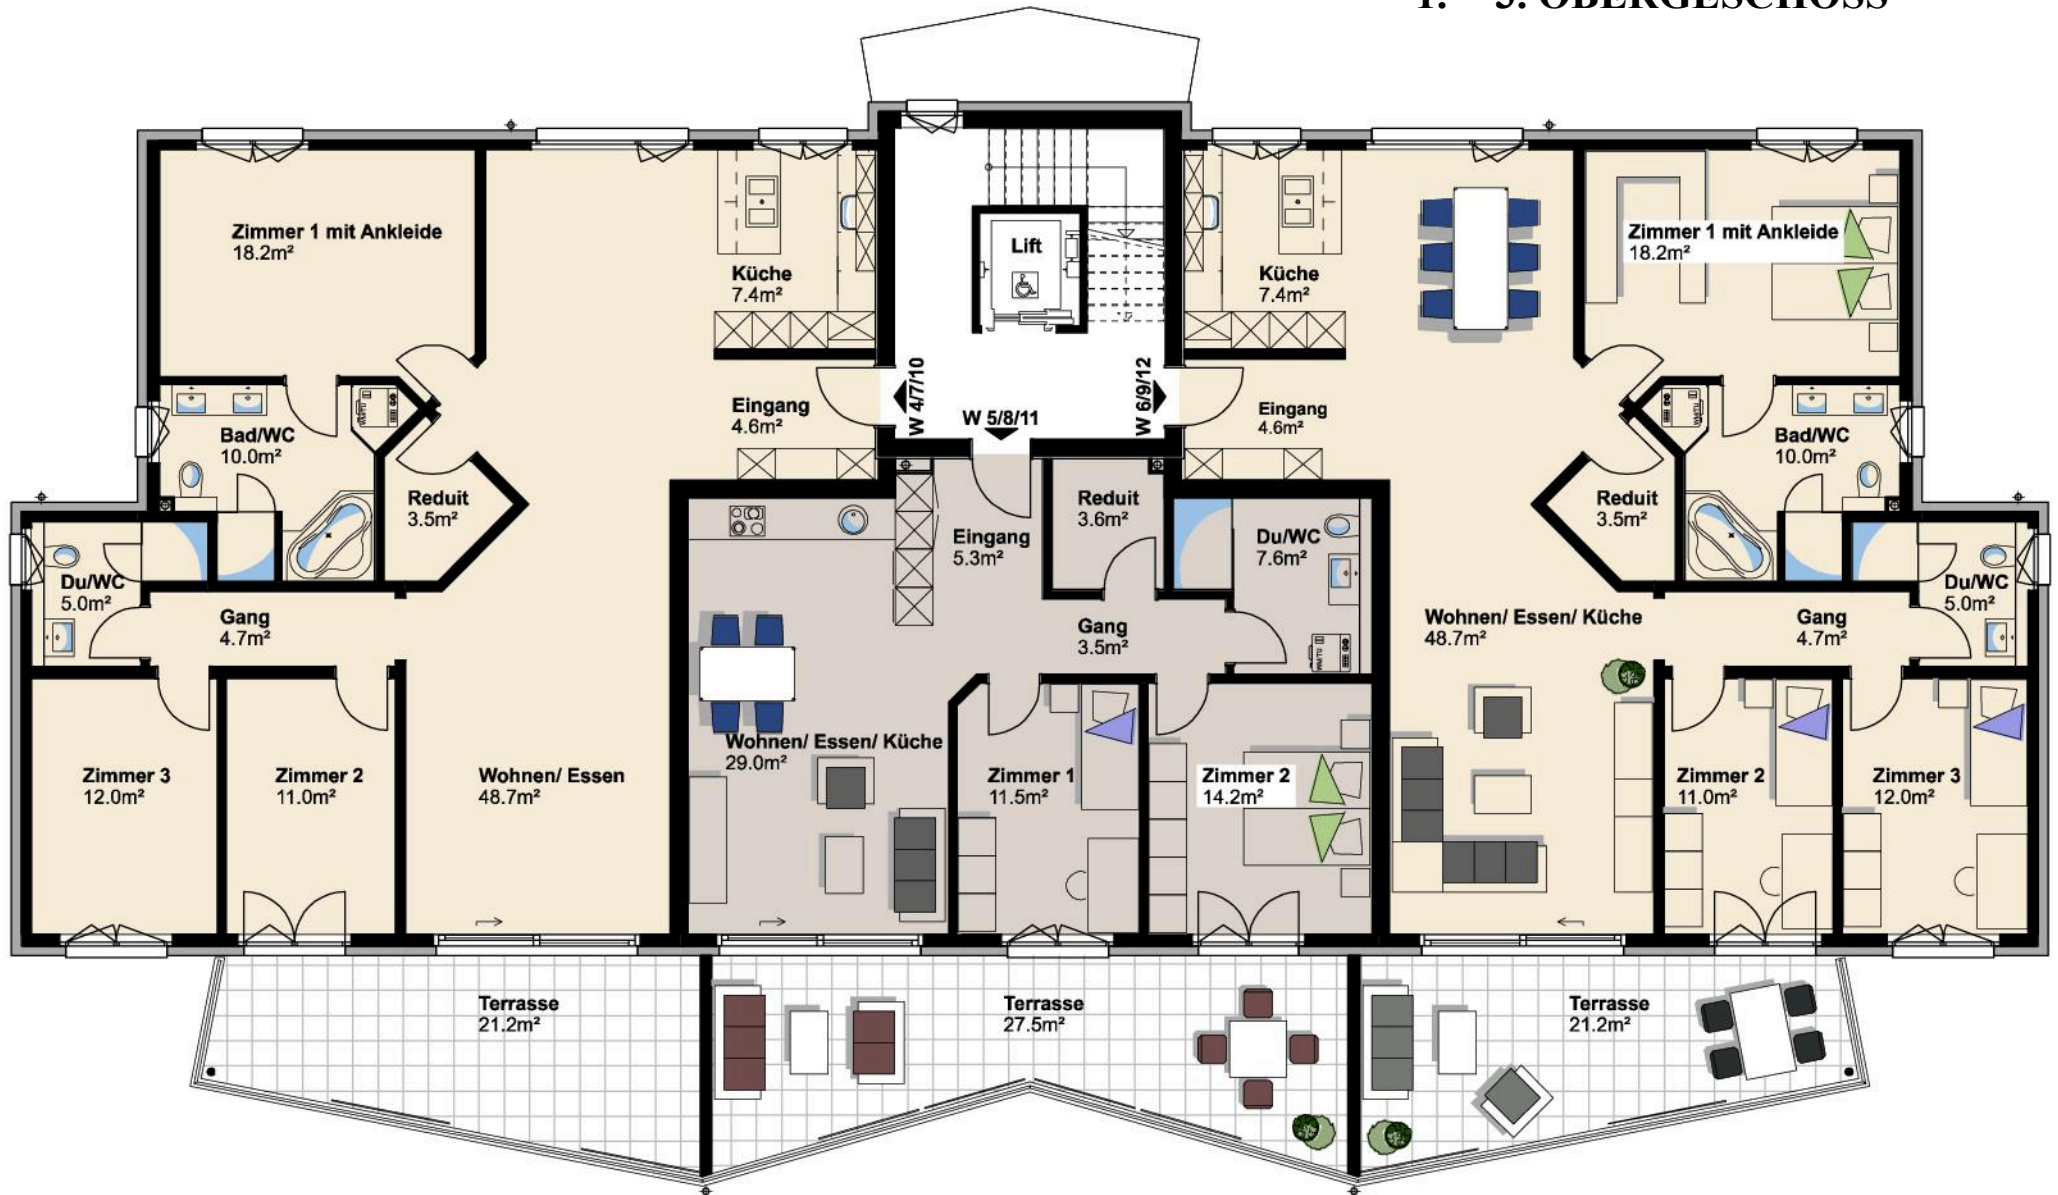 1. - 3. OBERGESCHOSS
Zimmer 1 mit Ankleide
18.2m²
Küche
7.4m²
Lift
Küche
7.4m²
Zimmer 1 mit Ankleide
18.2m²
W 4/7/10
W 5/8/11
W 6/9/12
Eingang
4.6m²
Eingang
4.6m²
Bad/WC
10.0m²
WM/TU
Reduit
3.5m²
Eingang
5.3m²
Reduit
3.6m²
Du/WC
7.6m²
WM/TU
Reduit
3.5m²
Bad/WC
10.0m²
WM/TU
Du/WC
5.0m²
Gang
4.7m²
Gang
3.5m²
Wohnen/ Essen/ Küche
48.7m²
Gang
4.7m²
Du/WC
5.0m²
Zimmer 3
12.0m²
Zimmer 2
11.0m²
Wohnen/ Essen
48.7m²
Wohnen/ Essen/ Küche
29.0m²
Zimmer 1
11.5m²
Zimmer 2
14.2m²
Zimmer 2
11.0m²
Zimmer 3
12.0m²
Terrasse
21.2m²
Terrasse
27.5m²
Terrasse
21.2m²